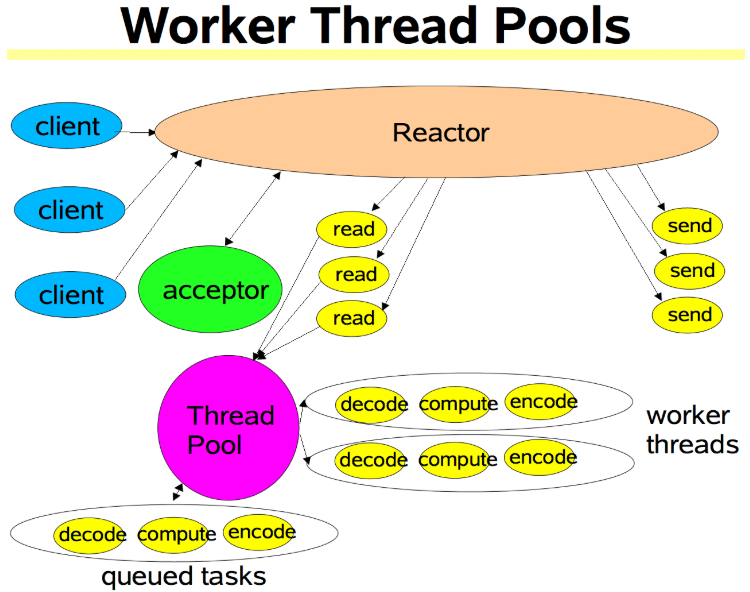 Worker Thread Pools
client
Reactor
client
client
acceptor
read
read
read
send
send
send
Thread
Pool
decode compute encode
decode compute encode
worker
threads
decode compute encode
queued tasks